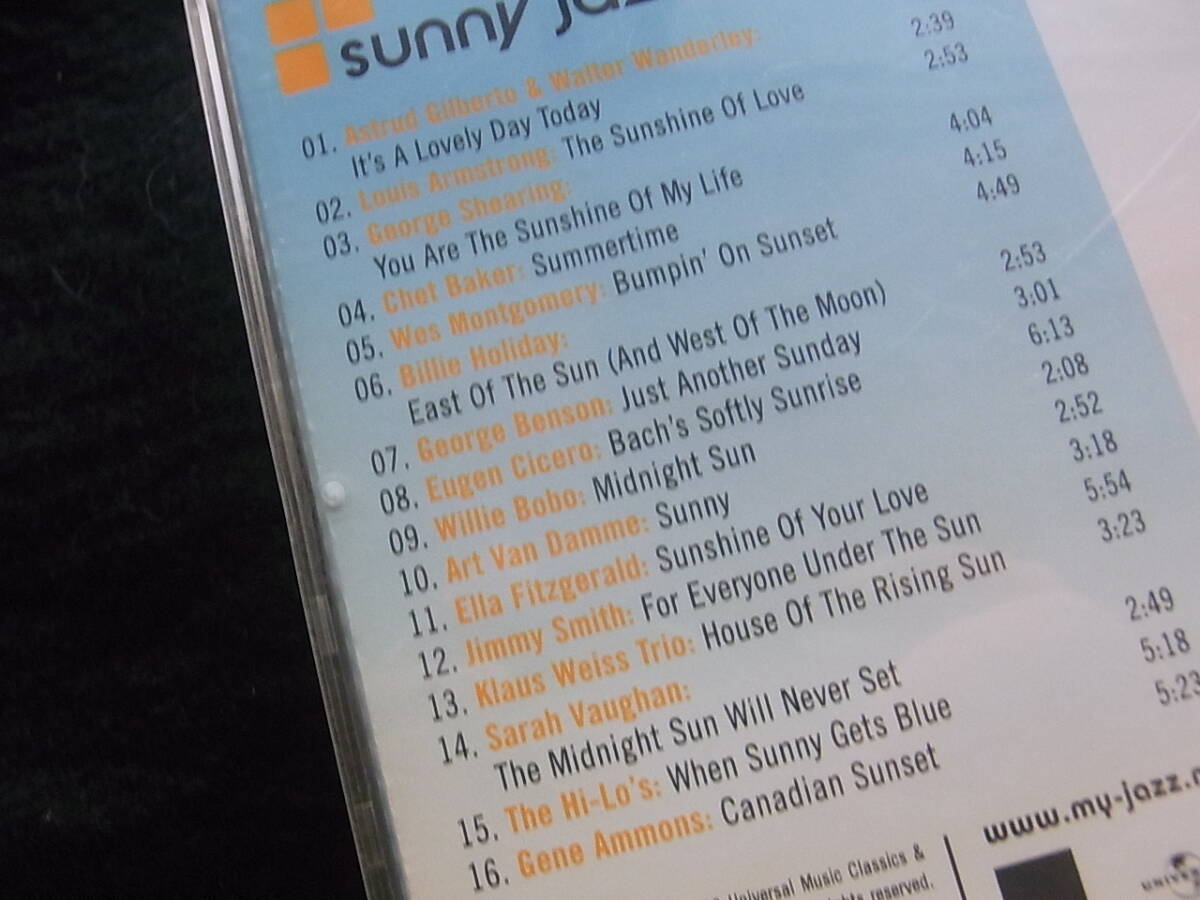 sunny jaz
01. Astrud Gilberto & Walter Wanderley:
It's A Lovely Day Today 2:39
02. Louis Armstrong: The Sunshine Of Love 2:53
03. George Shearing:
You Are The Sunshine Of My Life 4:04
04. Chet Baker: Summertime 4:15
05. Wes Montgomery: Bumpin' On Sunset 4:49
06. Billie Holiday:
East Of The Sun (And West Of The Moon) 2:53
07. George Benson: Just Another Sunday 3:01
08. Eugen Cicero: Bach's Softly Sunrise 6:13
09. Willie Bobo: Midnight Sun 2:08
10. Art Van Damme: Sunny 2:52
11. Ella Fitzgerald: Sunshine Of Your Love 3:18
12. Jimmy Smith: For Everyone Under The Sun 5:54
13. Klaus Weiss Trio: House Of The Rising Sun 3:23
14. Sarah Vaughan:
The Midnight Sun Will Never Set 2:49
15. The Hi-Lo's: When Sunny Gets Blue 5:18
16. Gene Ammons: Canadian Sunset 5:23
www.my-jazz.
Universal Music Classics &
rights reserved.